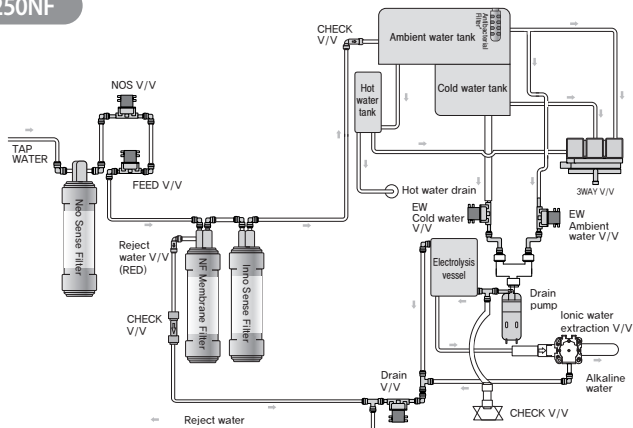 250NF
CHECK
V/V
Ambient water tank
Antibacterial
Filter
NOS V/V
Hot
water
tank
Cold water tank
TAP
WATER
FEED V/V
3WAY V/V
Hot water drain
Neo Sense Filter
EW
Cold water
V/V
EW
Ambient
water V/V
Reject
water V/V
(RED)
NF Membrane Filter
Inno Sense Filter
Electrolysis
vessel
Drain
pump
Ionic water
extraction V/V
CHECK
V/V
Drain
V/V
Alkaline
water
CHECK V/V
Reject water